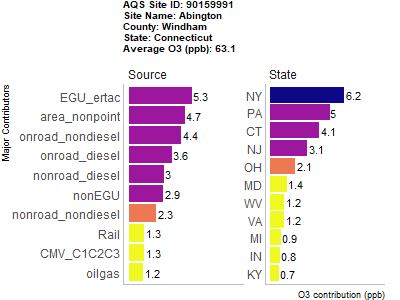 AQS Site ID: 90159991
Site Name: Abington
County: Windham
State: Connecticut
Average O3 (ppb): 63.1
Major Contributors
Source
EGU_ertac 5.3
area_nonpoint 4.7
onroad_nondiesel 4.4
onroad_diesel 3.6
nonroad_diesel 3
nonEGU 2.9
nonroad_nondiesel 2.3
Rail 1.3
CMV_C1C2C3 1.3
oilgas 1.2
State
NY 6.2
PA 5
CT 4.1
NJ 3.1
OH 2.1
MD 1.4
WV 1.2
VA 1.2
MI 0.9
IN 0.8
KY 0.7
O3 contribution (ppb)